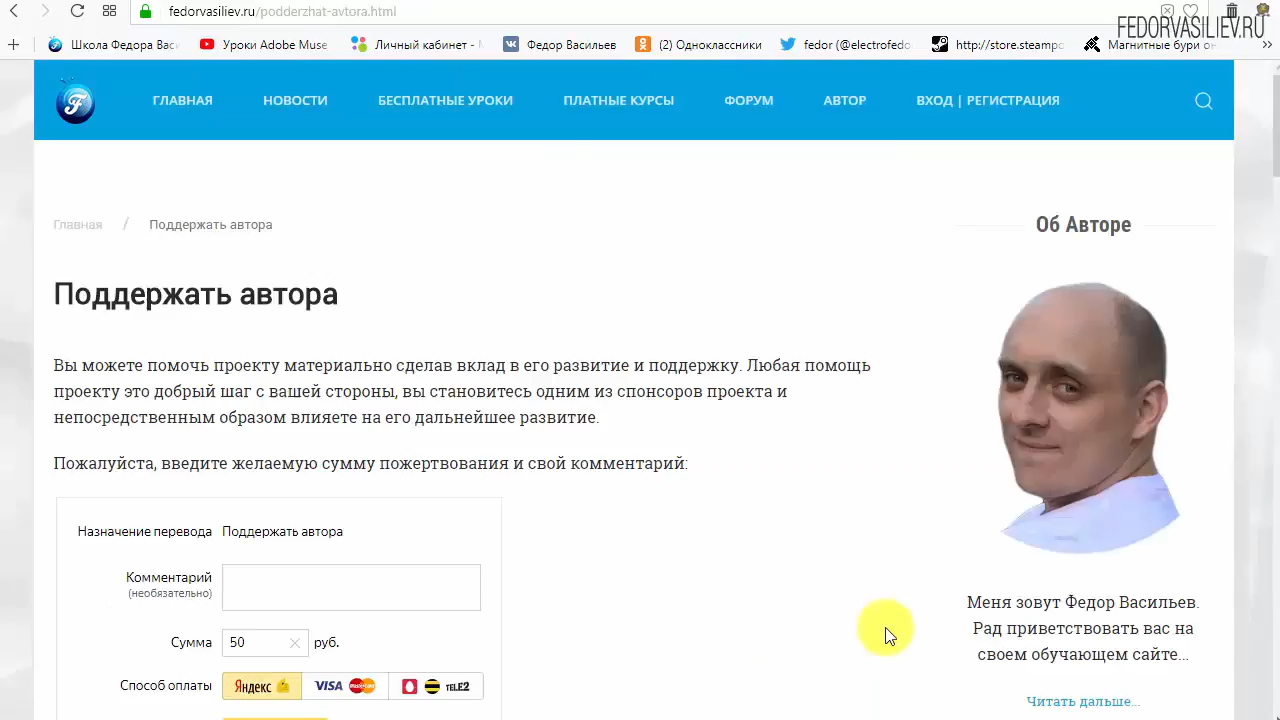 fedorvasiliev.ru/podderzhat-avtora.html
FEDORVASILIEV.RU
Школа Федора Васи
Уроки Adobe Muse
Личный кабинет - М
Федор Васильев
(2) Одноклассники
fedor (@electrofedo
http://store.steampo
Магнитные бури он
ГЛАВНАЯ
НОВОСТИ
БЕСПЛАТНЫЕ УРОКИ
ПЛАТНЫЕ КУРСЫ
ФОРУМ
АВТОР
ВХОД | РЕГИСТРАЦИЯ
Главная / Поддержать автора
Поддержать автора
Вы можете помочь проекту материально сделав вклад в его развитие и поддержку. Любая помощь
проекту это добрый шаг с вашей стороны, вы становитесь одним из спонсоров проекта и
непосредственным образом влияете на его дальнейшее развитие.
Пожалуйста, введите желаемую сумму пожертвования и свой комментарий:
Назначение перевода Поддержать автора
Комментарий
(необязательно)
Сумма 50 руб.
Способ оплаты Яндекс VISA MasterCard TELE2
Об Авторе
Меня зовут Федор Васильев.
Рад приветствовать вас на
своем обучающем сайте...
Читать дальше...